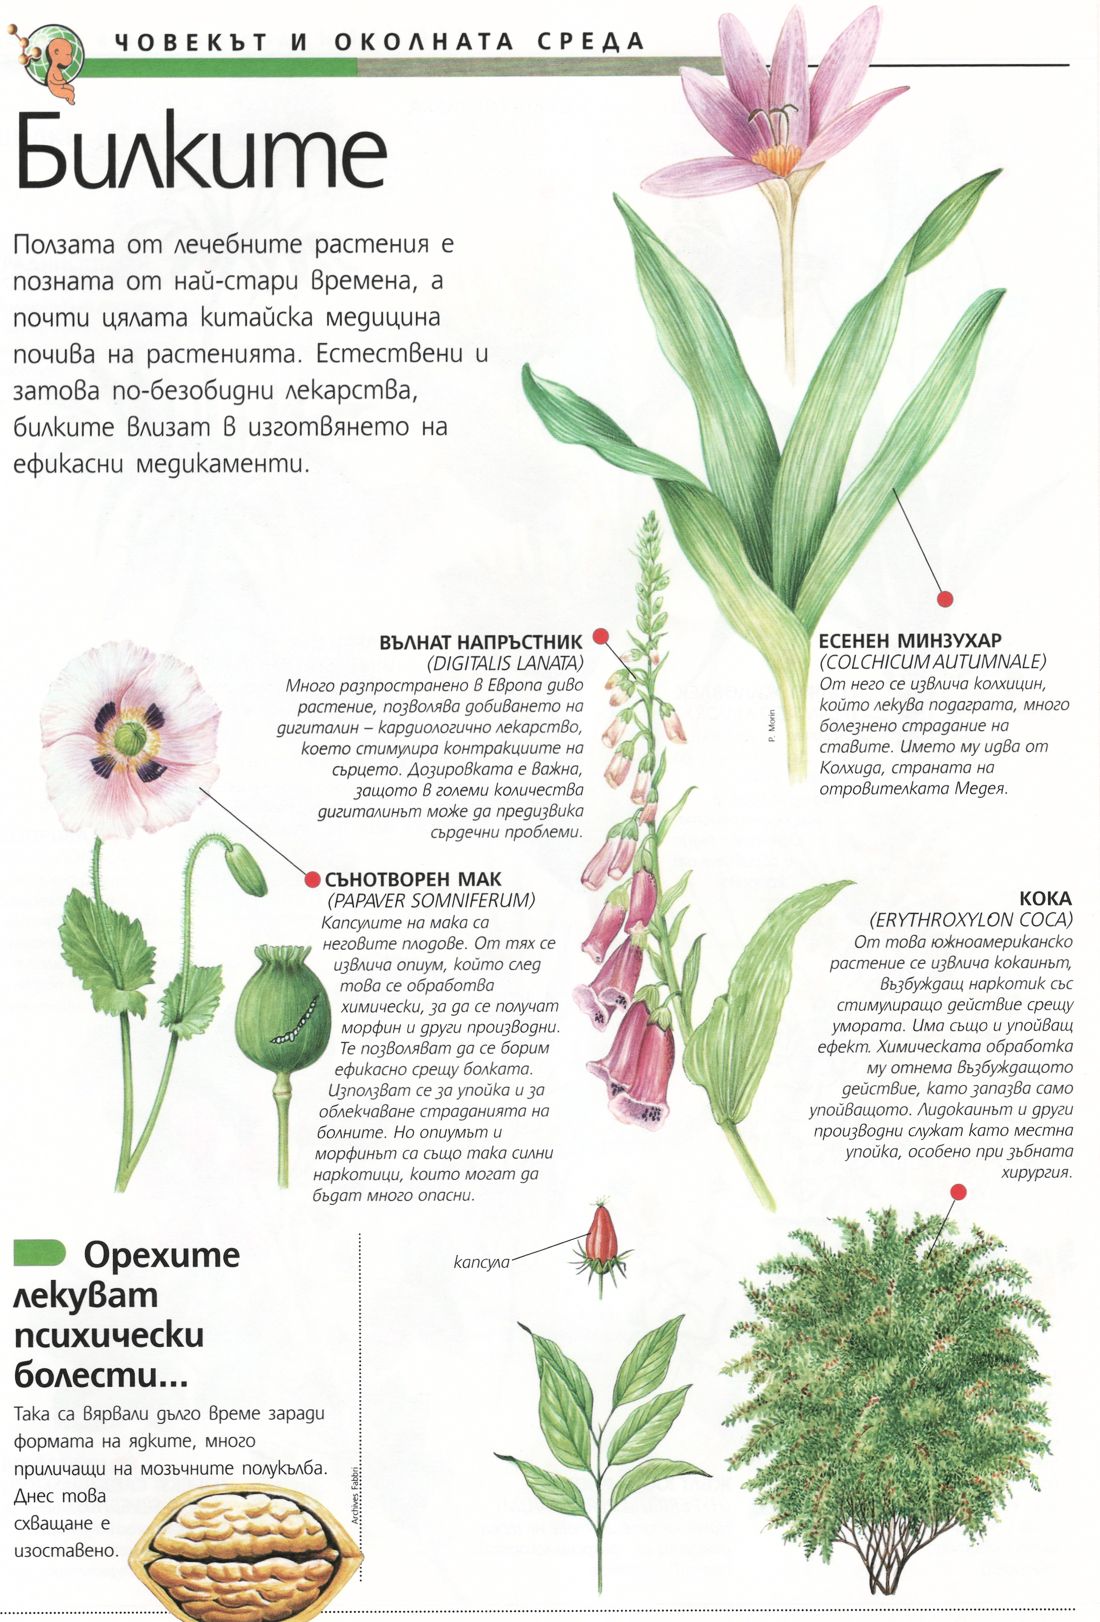 ЧОВЕКЪТ И ОКОЛНАТА СРЕДА
Билките
Ползата от лечебните растения е
позната от най-стари времена, а
почти цялата китайска медицина
почива на растенията. Естествени и
затова по-безобидни лекарства,
билките влизат в изготвянето на
ефикасни медикаменти.
ЕСЕНЕН МИНЗУХАР
(COLCHICUM AUTUMNALE)
От него се извлича колхицин,
който лекува подаграта, много
болезнено страдание на
ставите. Името му идва от
Колхида, страната на
отровителката Медея.
P. Morin
ВЪЛНАТ НАПРЪСТНИК
(DIGITALIS LANATA)
Много разпространено в Европа диво
растение, позволява добиването на
дигиталин – кардиологично лекарство,
което стимулира контракциите на
сърцето. Дозировката е важна,
защото в големи количества
дигиталинът може да предизвика
сърдечни проблеми.
СЪНОТВОРЕН МАК
(PAPAVER SOMNIFERUM)
Капсулите на мака са
неговите плодове. От тях се
извлича опиум, който след
това се обработва
химически, за да се получат
морфин и други производни.
Те позволяват да се борим
ефикасно срещу болката.
Използват се за упойка и за
облекчаване страданията на
болните. Но опиумът и
морфинът са също така силни
наркотици, които могат да
бъдат много опасни.
КОКА
(ERYTHROXYLON COCA)
От това южноамериканско
растение се извлича кокаинът,
възбуждащ наркотик със
стимулиращо действие срещу
умората. Има също и упойващ
ефект. Химическата обработка
му отнема възбуждащото
действие, като запазва само
упойващото. Лидокаинът и други
производни служат като местна
упойка, особено при зъбната
хирургия.
капсула
Орехите
лекуват
психически
болести...
Така са вярвали дълго време заради
формата на ядките, много
приличащи на мозъчните полукълба.
Днес това
схващане е
изоставено.
Archives Fabbri